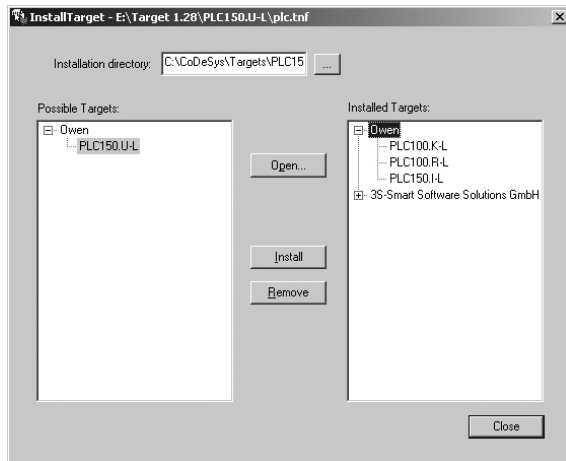 InstallTarget - E:\Target 1.28\PLC150.U-L\plc.tnf
Installation directory: C:\CoDeSys\Targets\PLC15 ...
Possible Targets:
Owen
PLC150.U-L
Open...
Install
Remove
Installed Targets:
Owen
PLC100.K-L
PLC100.R-L
PLC150.I-L
3S-Smart Software Solutions GmbH
Close